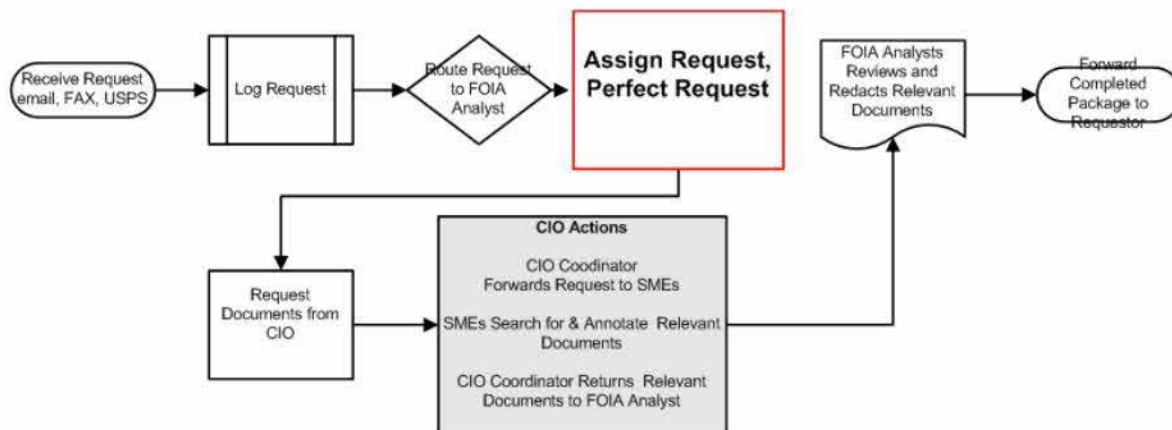 Receive Request
email, FAX, USPS
Log Request
Route Request
to FOIA
Analyst
Assign Request,
Perfect Request
Request
Documents from
CIO
CIO Actions
CIO Coodinator
Forwards Request to SMEs
SMEs Search for & Annotate Relevant
Documents
CIO Coordinator Returns Relevant
Documents to FOIA Analyst
FOIA Analysts
Reviews and
Redacts Relevant
Documents
Forward
Completed
Package to
Requestor